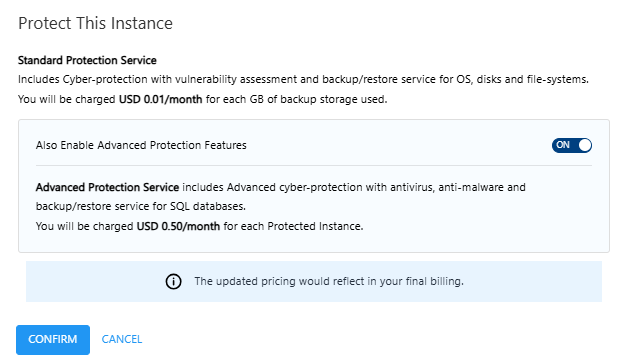 Protect This Instance
Standard Protection Service
Includes Cyber-protection with vulnerability assessment and backup/restore service for OS, disks and file-systems.
You will be charged USD 0.01/month for each GB of backup storage used.
Also Enable Advanced Protection Features
ON
Advanced Protection Service includes Advanced cyber-protection with antivirus, anti-malware and
backup/restore service for SQL databases.
You will be charged USD 0.50/month for each Protected Instance.
The updated pricing would reflect in your final billing.
CONFIRM CANCEL